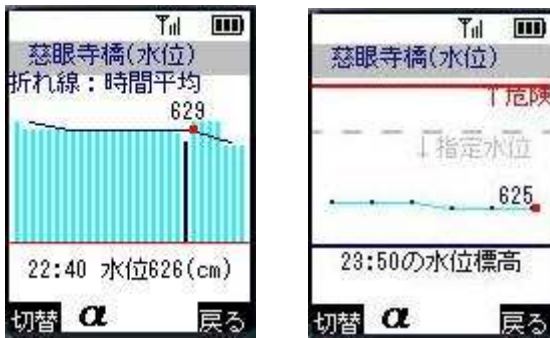 慈眼寺橋(水位)
折れ線:時間平均
629
22:40 水位628(cm)
切替 α 戻る
慈眼寺橋(水位)
↑危険
↓指定水位
625
23:50の水位標高
切替 α 戻る